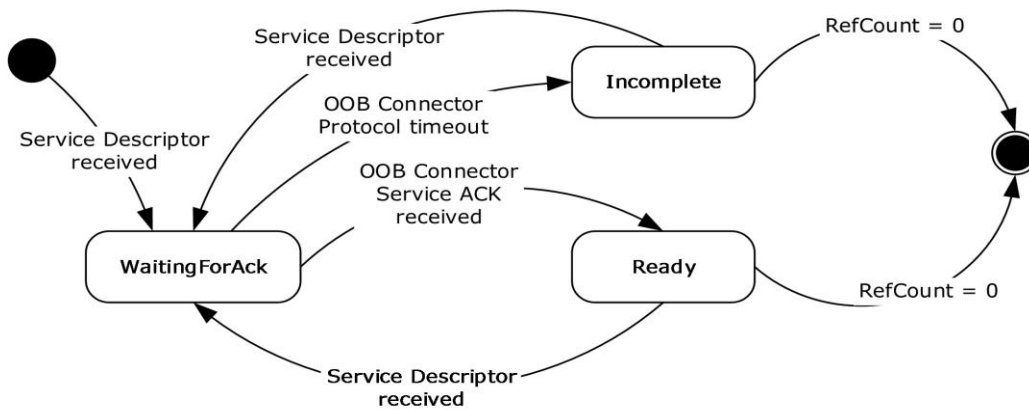 Service Descriptor
received
RefCount = 0
Incomplete
OOB Connector
Protocol timeout
Service Descriptor
received
OOB Connector
Service ACK
received
WaitingForAck
Ready
RefCount = 0
Service Descriptor
received